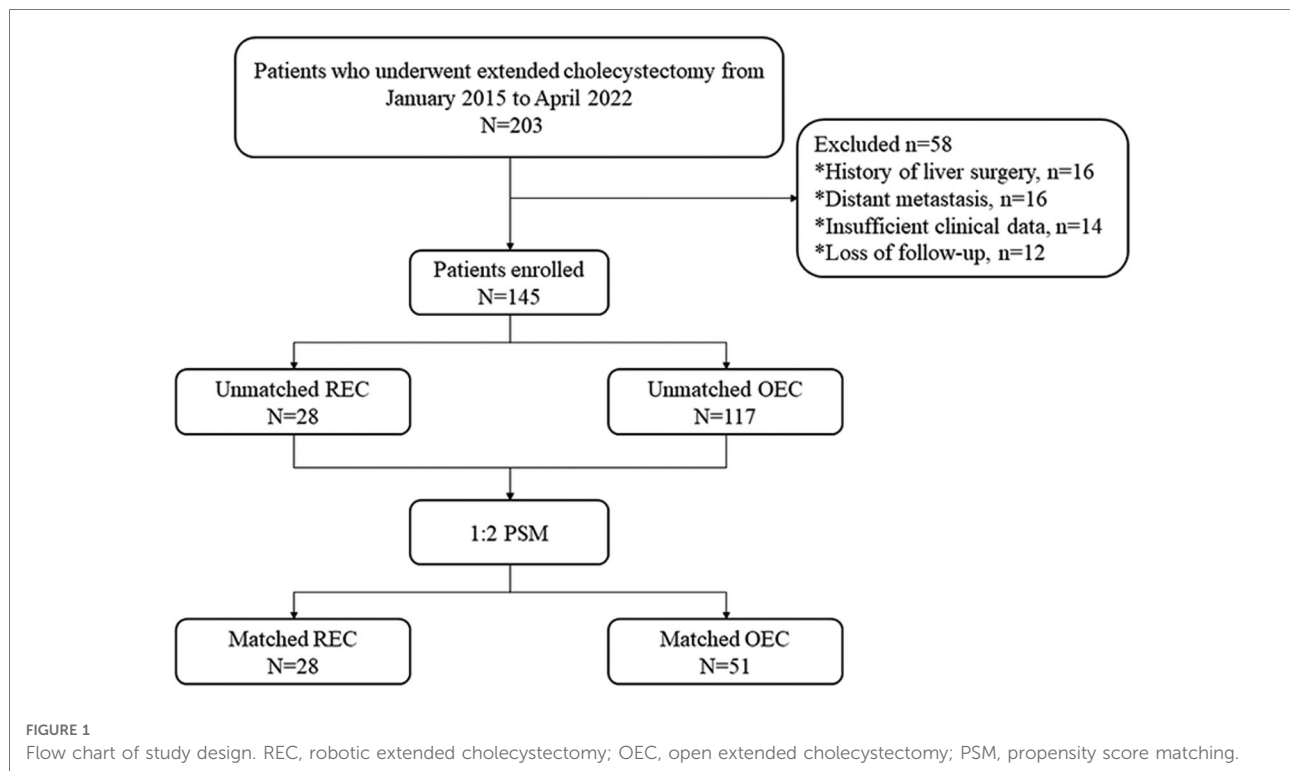 Patients who underwent extended cholecystectomy from
January 2015 to April 2022
N=203
Excluded n=58
*History of liver surgery, n=16
*Distant metastasis, n=16
*Insufficient clinical data, n=14
*Loss of follow-up, n=12
Patients enrolled
N=145
Unmatched REC
N=28
Unmatched OEC
N=117
1:2 PSM
Matched REC
N=28
Matched OEC
N=51
FIGURE 1
Flow chart of study design. REC, robotic extended cholecystectomy; OEC, open extended cholecystectomy; PSM, propensity score matching.